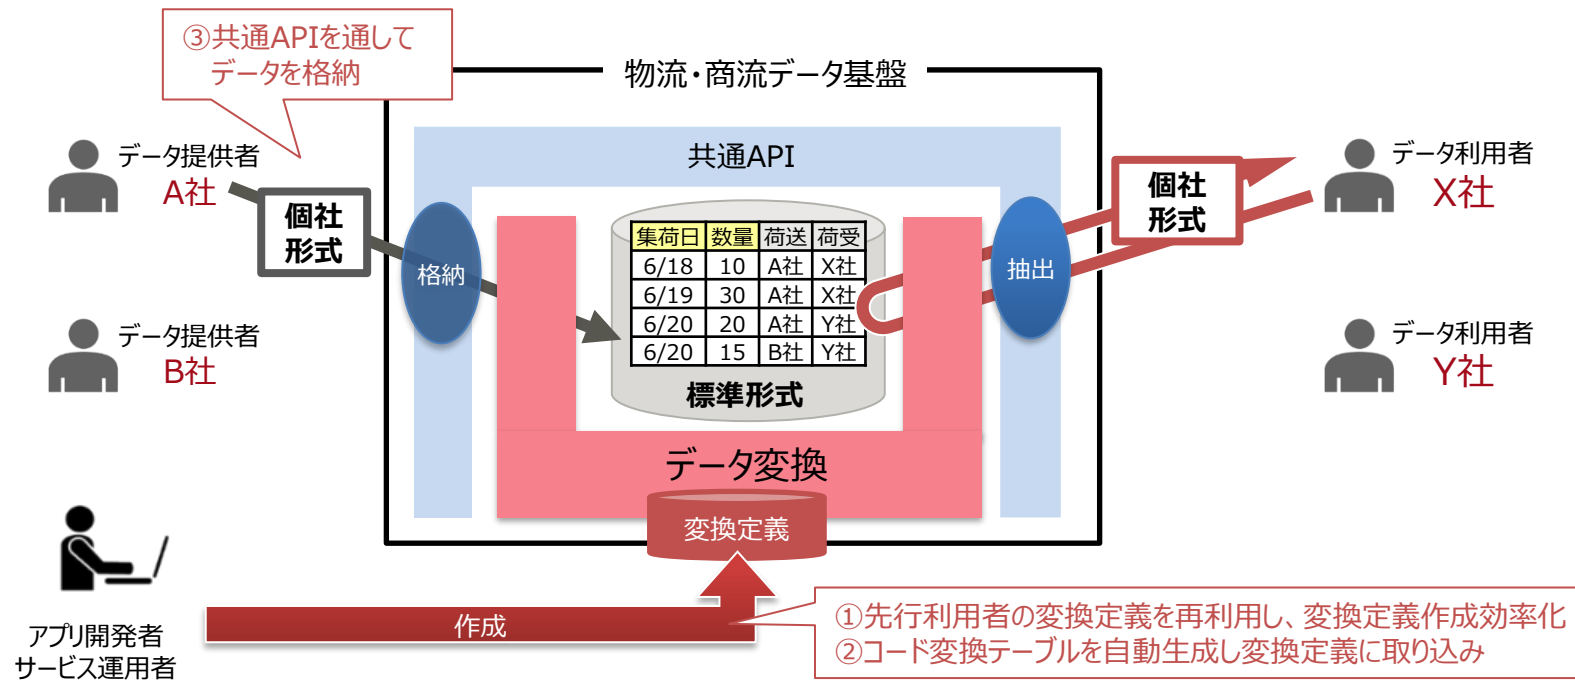 ③共通APIを通して
データを格納
物流・商流データ基盤
共通API
データ提供者
A社
個社
形式
格納
データ提供者
B社
集荷日 数量 荷送 荷受
6/18 10 A社 X社
6/19 30 A社 X社
6/20 20 A社 Y社
6/20 15 B社 Y社
標準形式
抽出
個社
形式
データ利用者
X社
データ利用者
Y社
データ変換
変換定義
作成
アプリ開発者
サービス運用者
①先行利用者の変換定義を再利用し、変換定義作成効率化
②コード変換テーブルを自動生成し変換定義に取り込み